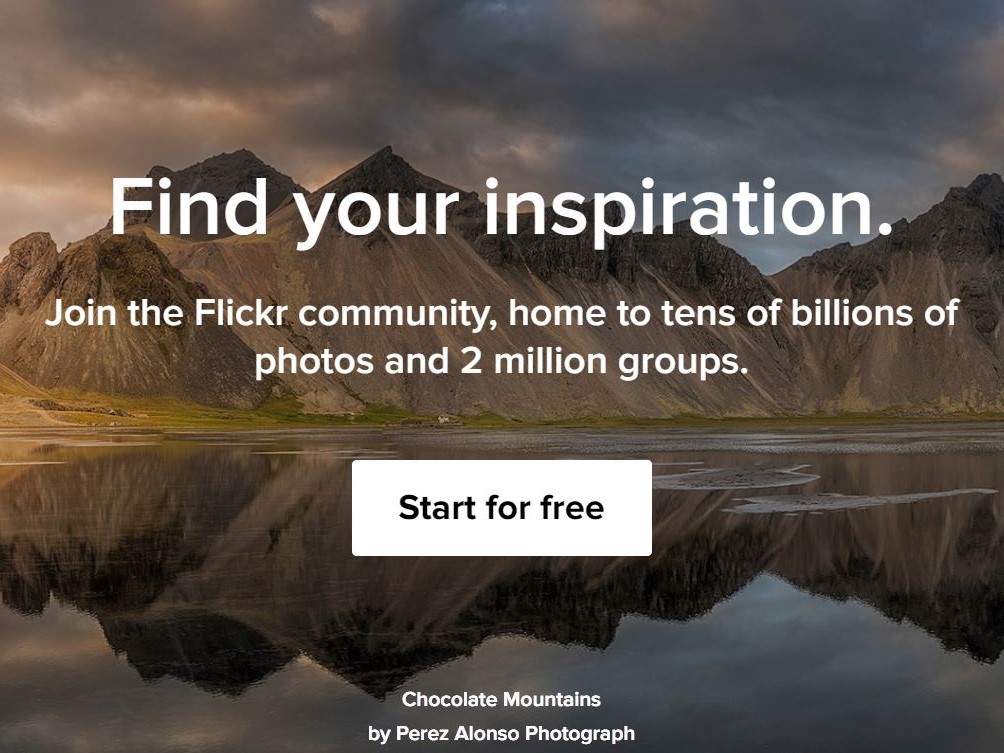 Find your inspiration.
Join the Flickr community, home to tens of billions of
photos and 2 million groups.
Start for free
Chocolate Mountains
by Perez Alonso Photograph